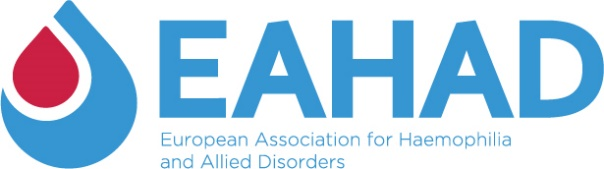 EAHAD
European Association for Haemophilia
and Allied Disorders